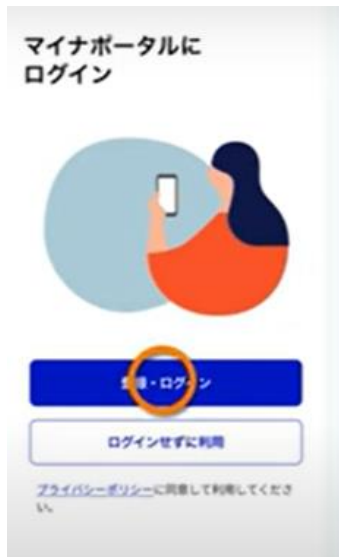 マイナポータルに
ログイン
登録・ログイン
ログインせずに利用
プライバシーポリシーに同意して利用してくださ
い。